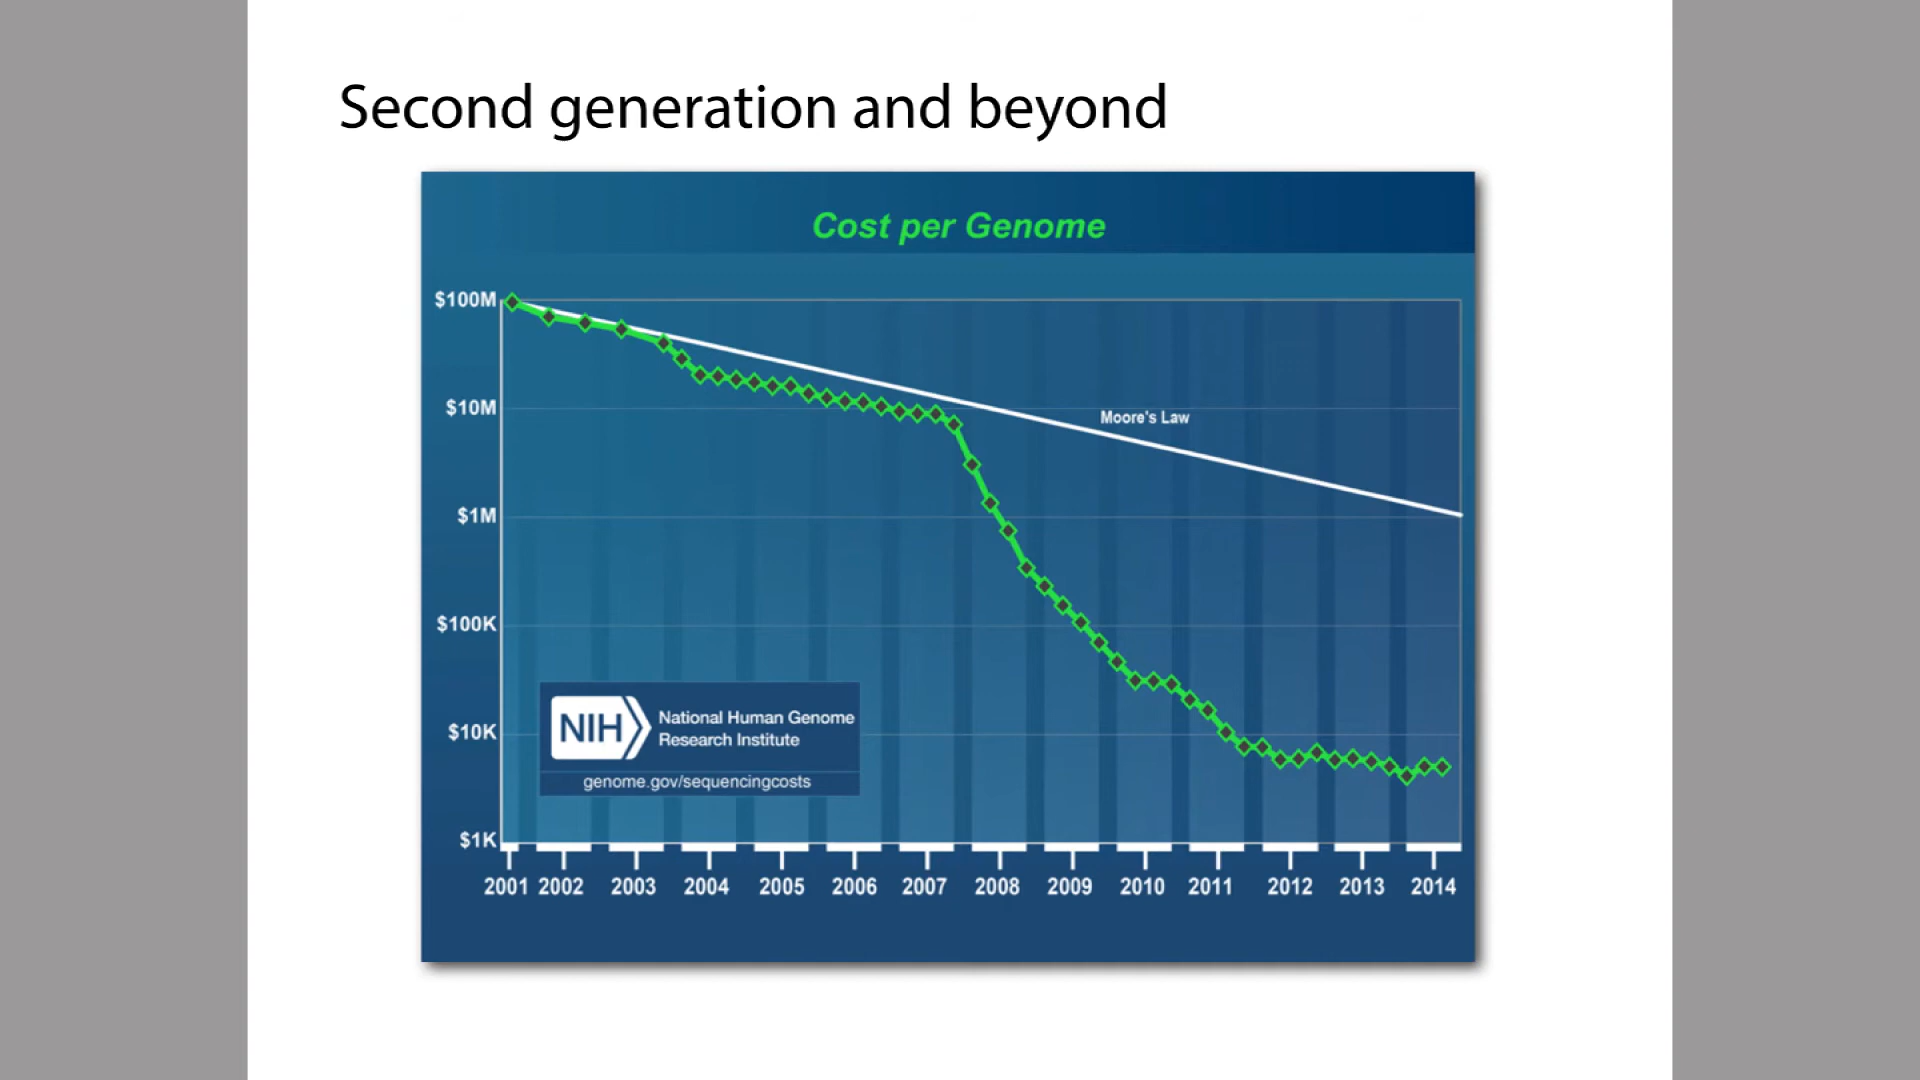 Second generation and beyond
Cost per Genome
$100M
$10M
Moore's Law
$1M
$100K
NIH
National Human Genome
Research Institute
$10K
genome.gov/sequencingcosts
$1K
2001 2002 2003 2004 2005 2006 2007 2008 2009 2010 2011 2012 2013 2014